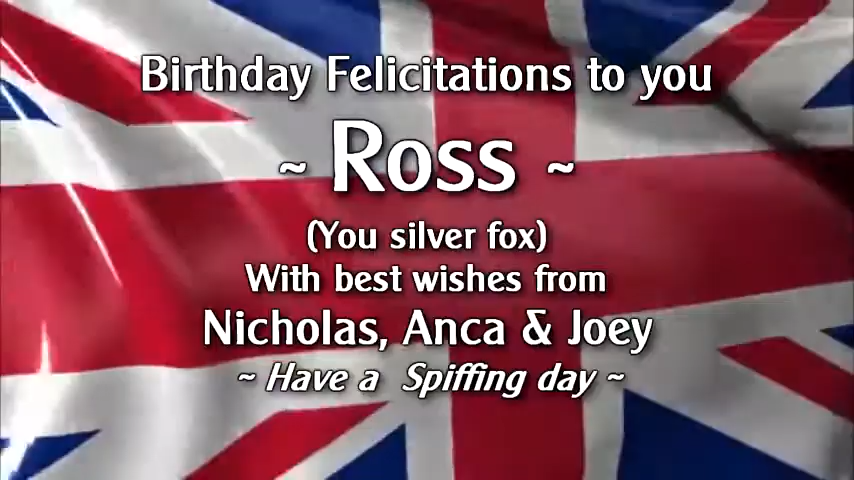 Birthday Felicitations to you
~ Ross ~
(You silver fox)
With best wishes from
Nicholas, Anca & Joey
~ Have a Spiffing day ~